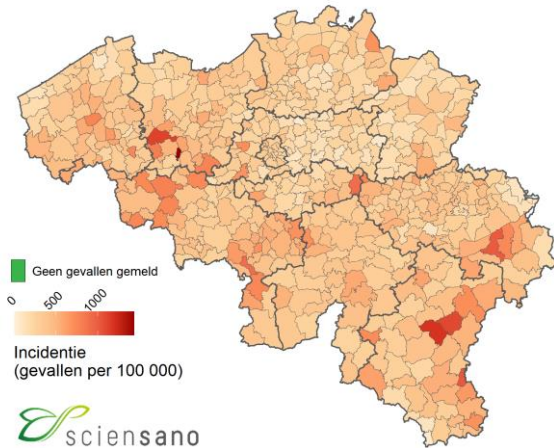 Geen gevallen gemeld
0 500 1000
Incidentie
(gevallen per 100 000)
sciensano